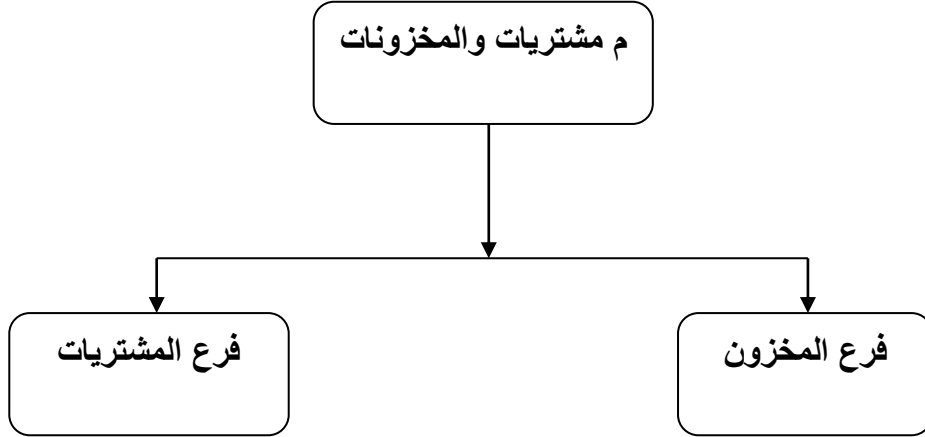 م مشتريات والمخزونات
فرع المخزون
فرع المشتريات